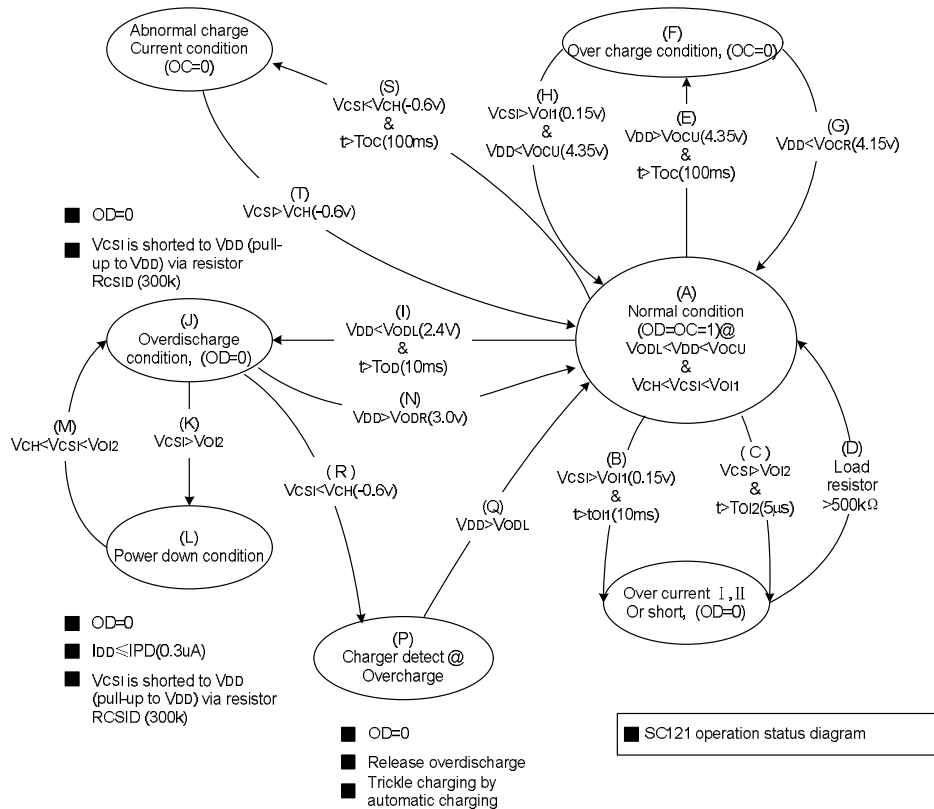 Abnormal charge
Current condition
(OC=0)
(F)
Over charge condition, (OC=0)
(S)
VCSI<VCH(-0.6v)
&
t>TOC(100ms)
(H)
VCSI>VOI1(0.15v)
&
VDD<VOCU(4.35v)
(E)
VDD>VOCU(4.35v)
&
t>TOC(100ms)
(G)
VDD<VOCR(4.15v)
(T)
VCSI>VCH(-0.6v)
■ OD=0
■ VCSI is shorted to VDD (pull-
up to VDD) via resistor
RCSID (300k)
(A)
Normal condition
(OD=OC=1)@
VODL<VDD<VOCU
&
VCH<VCSI<VOI1
(J)
Overdischarge
condition, (OD=0)
(I)
VDD<VODL(2.4V)
&
t>TOD(10ms)
(N)
VDD>VODR(3.0v)
(M)
VCH<VCSI<VOI2
(K)
VCSI>VOI2
(R)
VCSI<VCH(-0.6v)
(Q)
VDD>VODL
(B)
VCSI>VOI1(0.15v)
&
t>tOI1(10ms)
(C)
VCSI>VOI2
&
t>TOI2(5μs)
(D)
Load
resistor
>500kΩ
(L)
Power down condition
Over current Ⅰ,Ⅱ
Or short, (OD=0)
■ OD=0
■ IDD≤IPD(0.3uA)
■ VCSI is shorted to VDD
(pull-up to VDD) via resistor
RCSID (300k)
(P)
Charger detect @
Overcharge
■ OD=0
■ Release overdischarge
■ Trickle charging by
automatic charging
■ SC121 operation status diagram